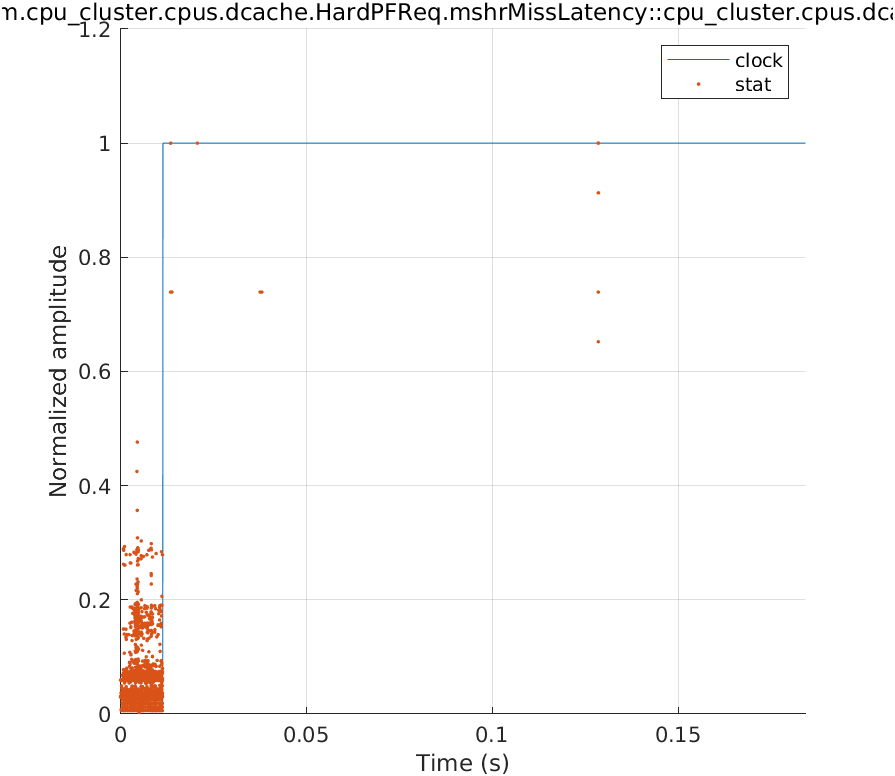 m.cpu_cluster.cpus.dcache.HardPFReq.mshrMissLatency::cpu_cluster.cpus.dca
1.2
clock
stat
1
0.8
Normalized amplitude
0.6
0.4
0.2
0
0
0.05
0.1
0.15
Time (s)